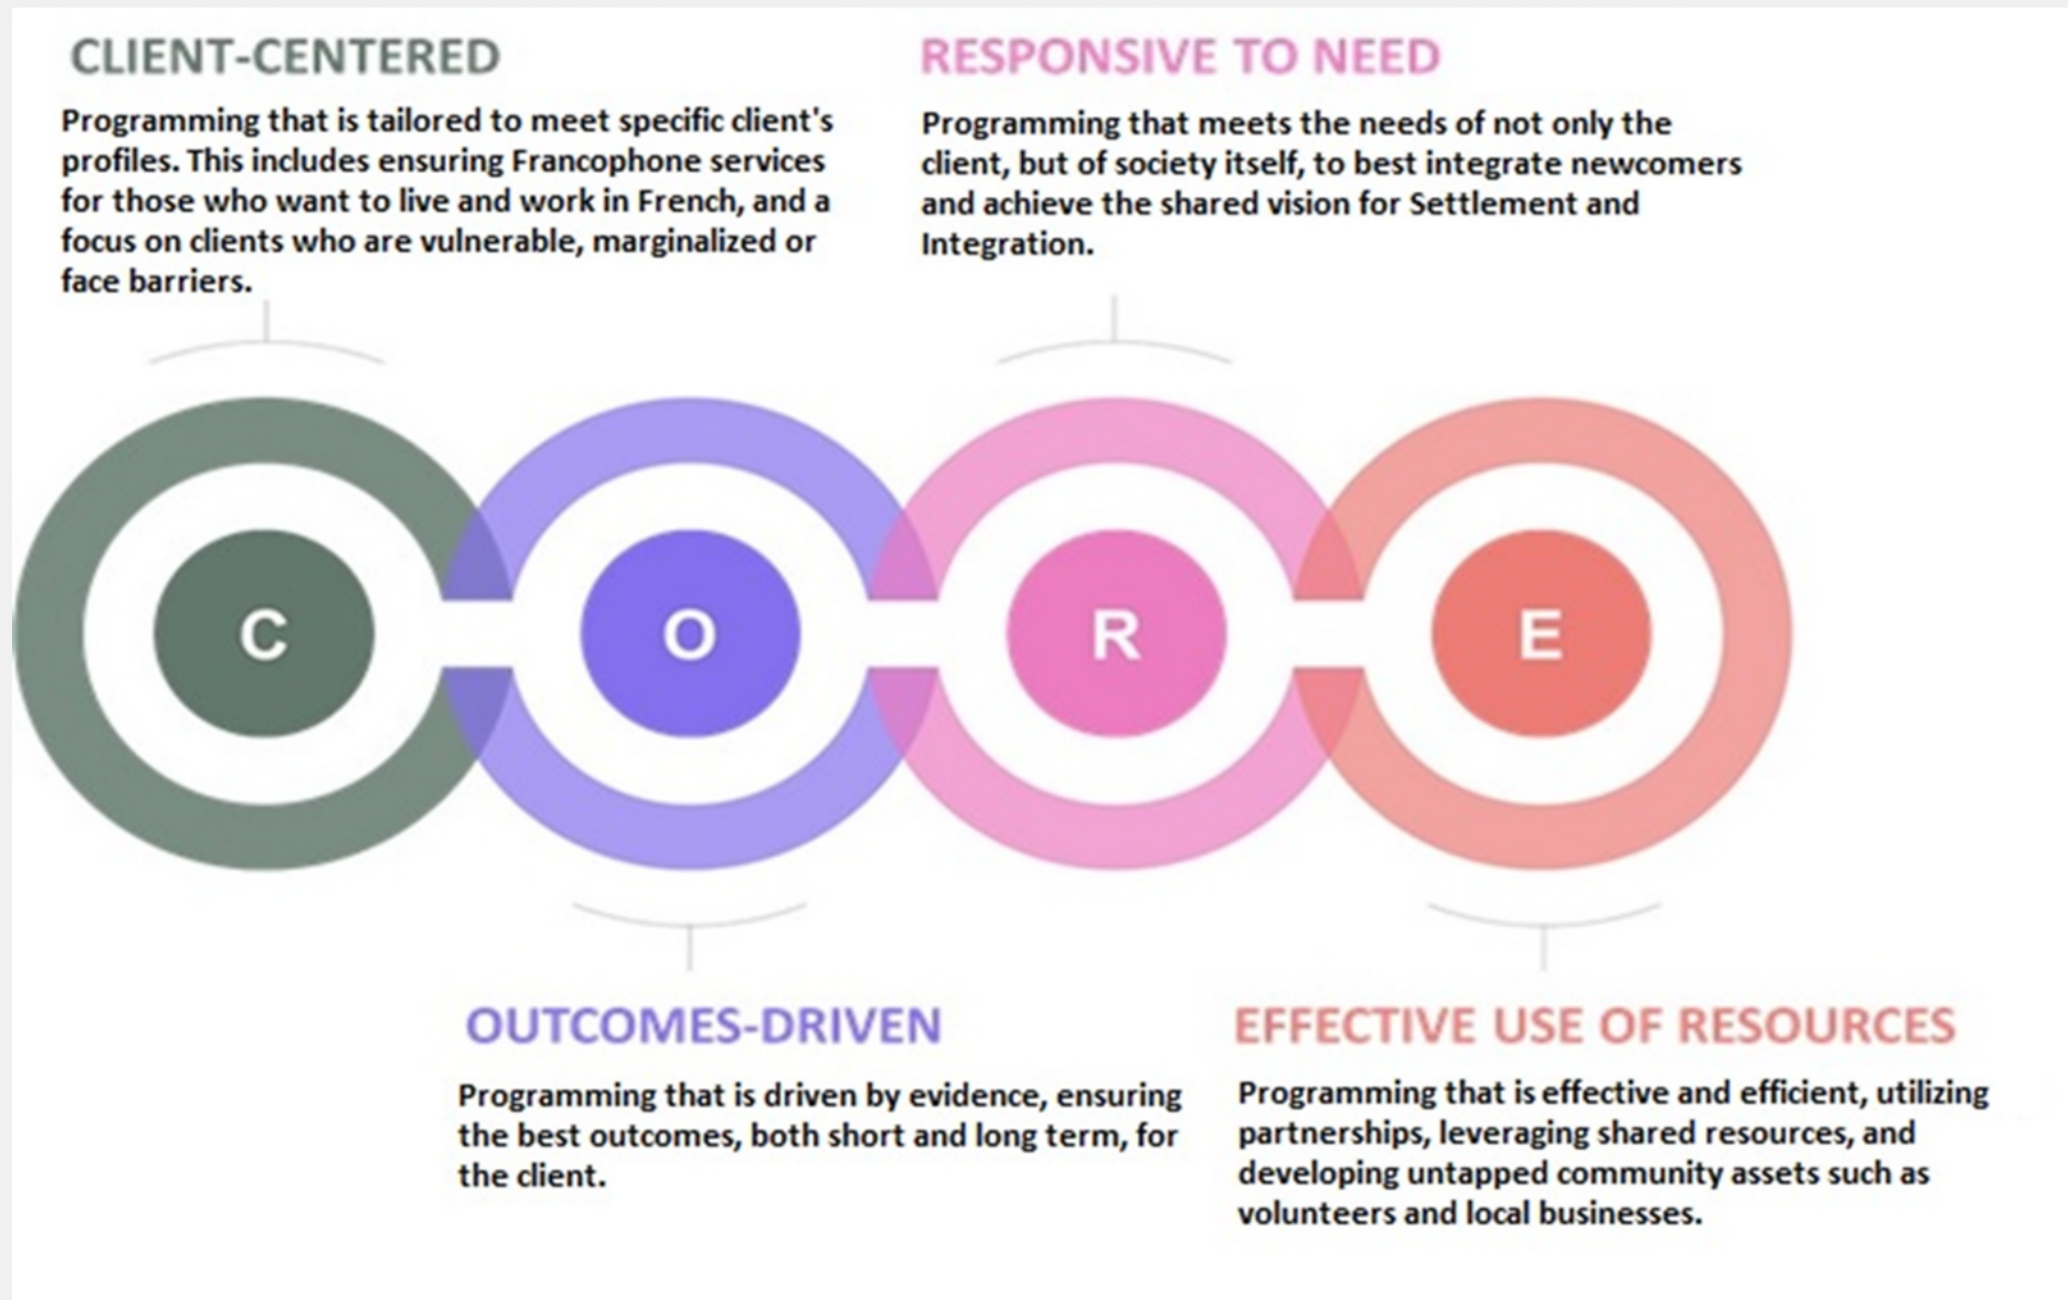 CLIENT-CENTERED
Programming that is tailored to meet specific client's
profiles. This includes ensuring Francophone services
for those who want to live and work in French, and a
focus on clients who are vulnerable, marginalized or
face barriers.
RESPONSIVE TO NEED
Programming that meets the needs of not only the
client, but of society itself, to best integrate newcomers
and achieve the shared vision for Settlement and
Integration.
C O R E
OUTCOMES-DRIVEN
Programming that is driven by evidence, ensuring
the best outcomes, both short and long term, for
the client.
EFFECTIVE USE OF RESOURCES
Programming that is effective and efficient, utilizing
partnerships, leveraging shared resources, and
developing untapped community assets such as
volunteers and local businesses.